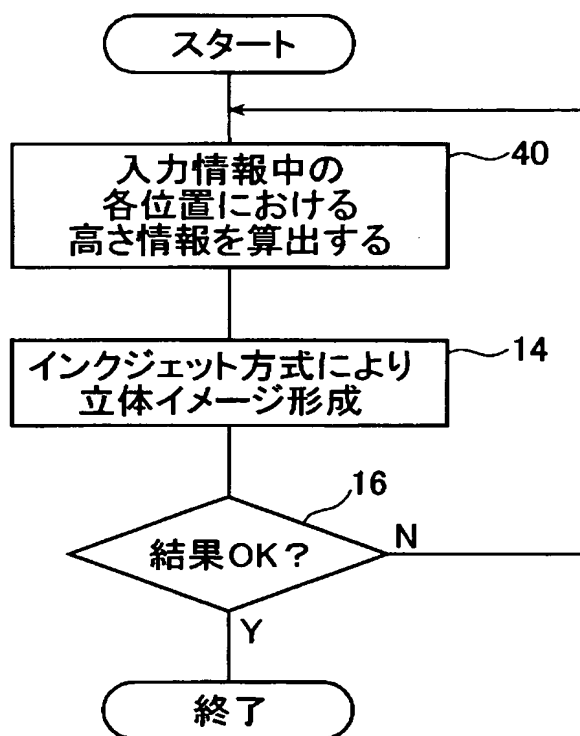 スタート
40
入力情報中の
各位置における
高さ情報を算出する
14
インクジェット方式により
立体イメージ形成
16
結果OK?
N
Y
終了